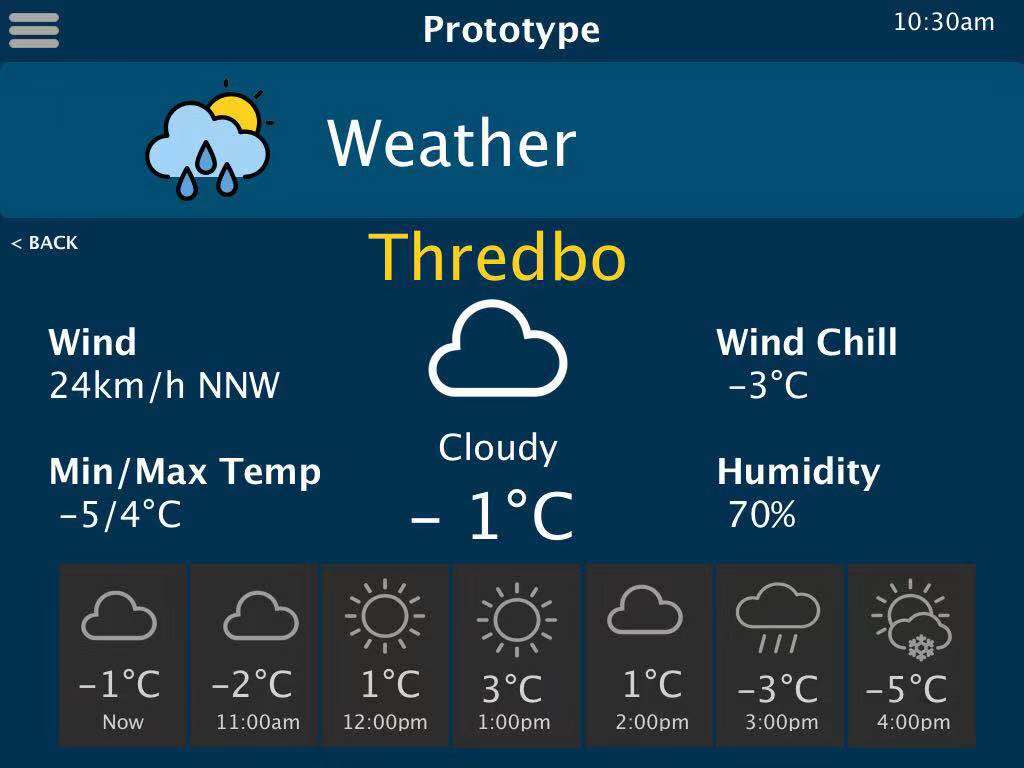 Prototype
10:30am
Weather
< BACK
Thredbo
Wind
24km/h NNW
Wind Chill
-3°C
Cloudy
Min/Max Temp
-5/4°C
- 1°C
Humidity
70%
-1°C
Now
-2°C
11:00am
1°C
12:00pm
3°C
1:00pm
1°C
2:00pm
-3°C
3:00pm
-5°C
4:00pm